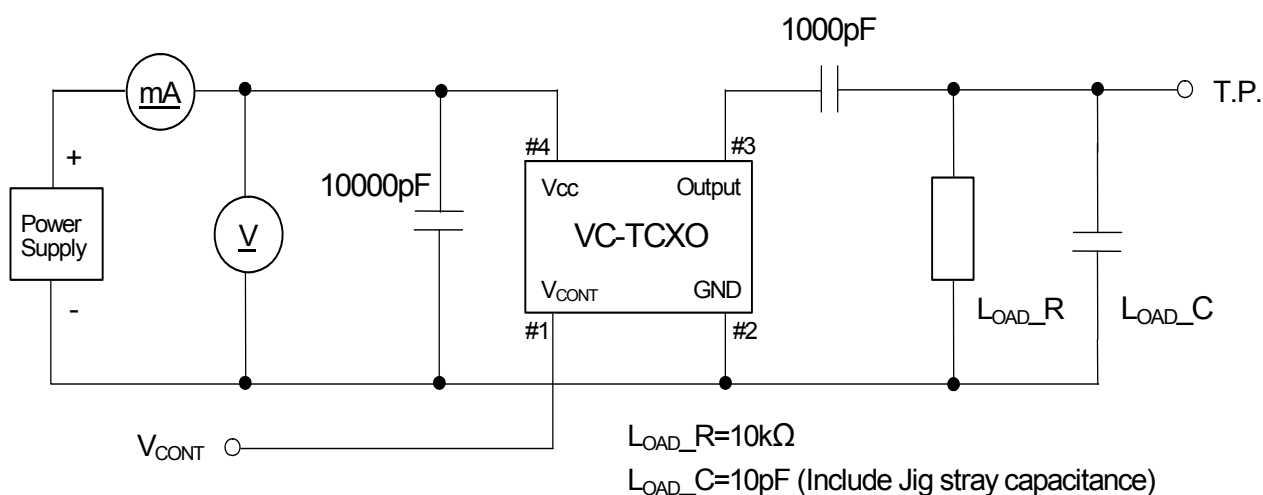 1000pF
mA
T.P.
+
#4
#3
10000pF
Vcc
Output
Power
Supply
V
VC-TCXO
VCONT
GND
-
LOAD_R
LOAD_C
#1
#2
VCONT
LOAD_R=10kΩ
LOAD_C=10pF (Include Jig stray capacitance)